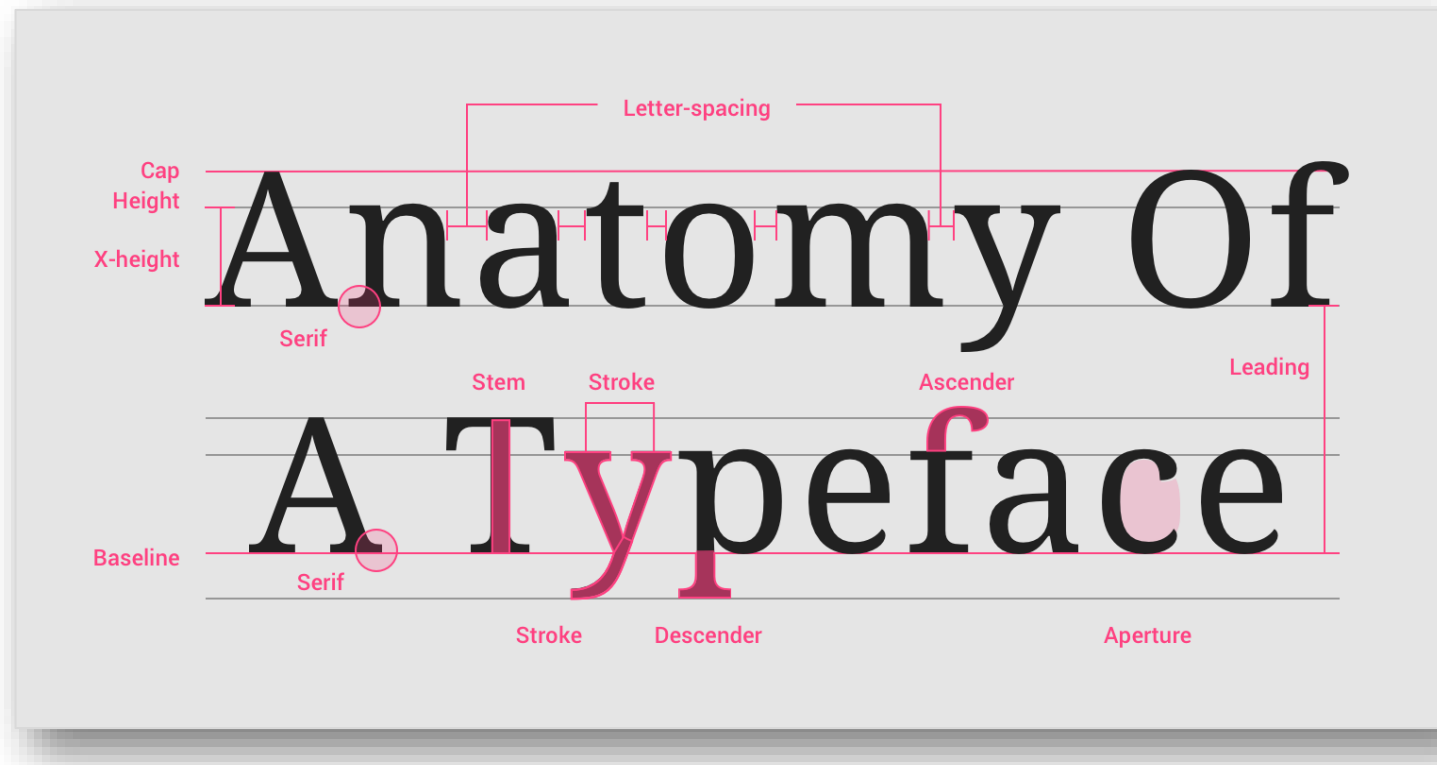 Letter-spacing
Cap
Height
X-height
Anatomy Of
Serif
Stem
Stroke
Ascender
Leading
A Typeface
Baseline
Serif
Stroke
Descender
Aperture